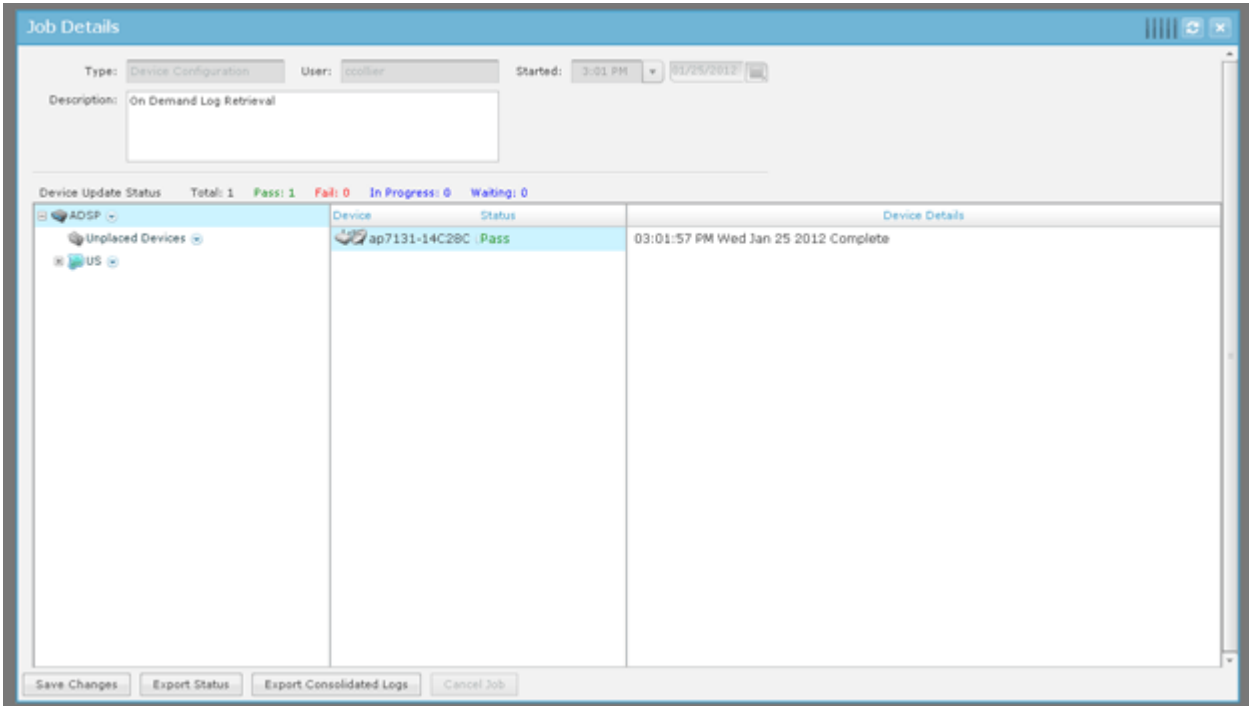 Job Details
Type: Device Configuration User: ccollier Started: 3:01 PM 01/25/2012
Description: On Demand Log Retrieval
Device Update Status Total: 1 Pass: 1 Fail: 0 In Progress: 0 Waiting: 0
ADSP Device Status Device Details
Unplaced Devices ap7131-14C28C Pass 03:01:57 PM Wed Jan 25 2012 Complete
US
Save Changes Export Status Export Consolidated Logs Cancel Job